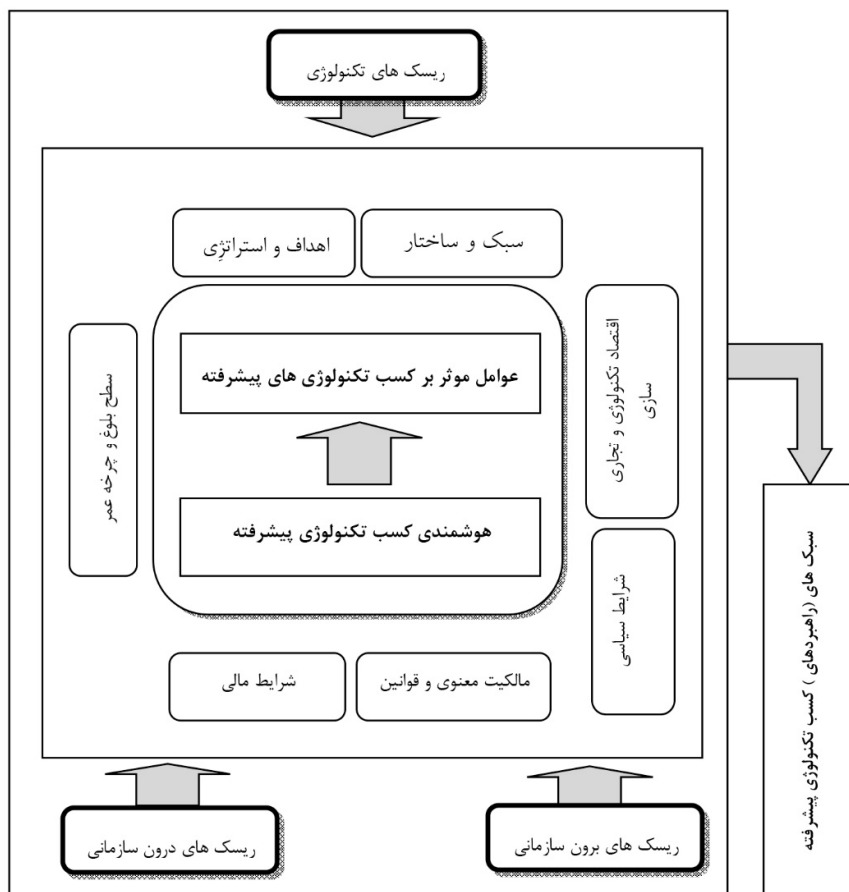 ریسک های تکنولوژی
سبک و ساختار
اهداف و استراتژِی
اقتصاد تکنولوژی و تجاری
سازی
عوامل موثر بر کسب تکنولوژی های پیشرفته
سطح بلوغ و چرخه عمر
هوشمندی کسب تکنولوژی پیشرفته
شرایط سیاسی
سبک های (راهبردهای ) کسب تکنولوژی پیشرفته
مالکیت معنوی و قوانین
شرایط مالی
ریسک های برون سازمانی
ریسک های درون سازمانی